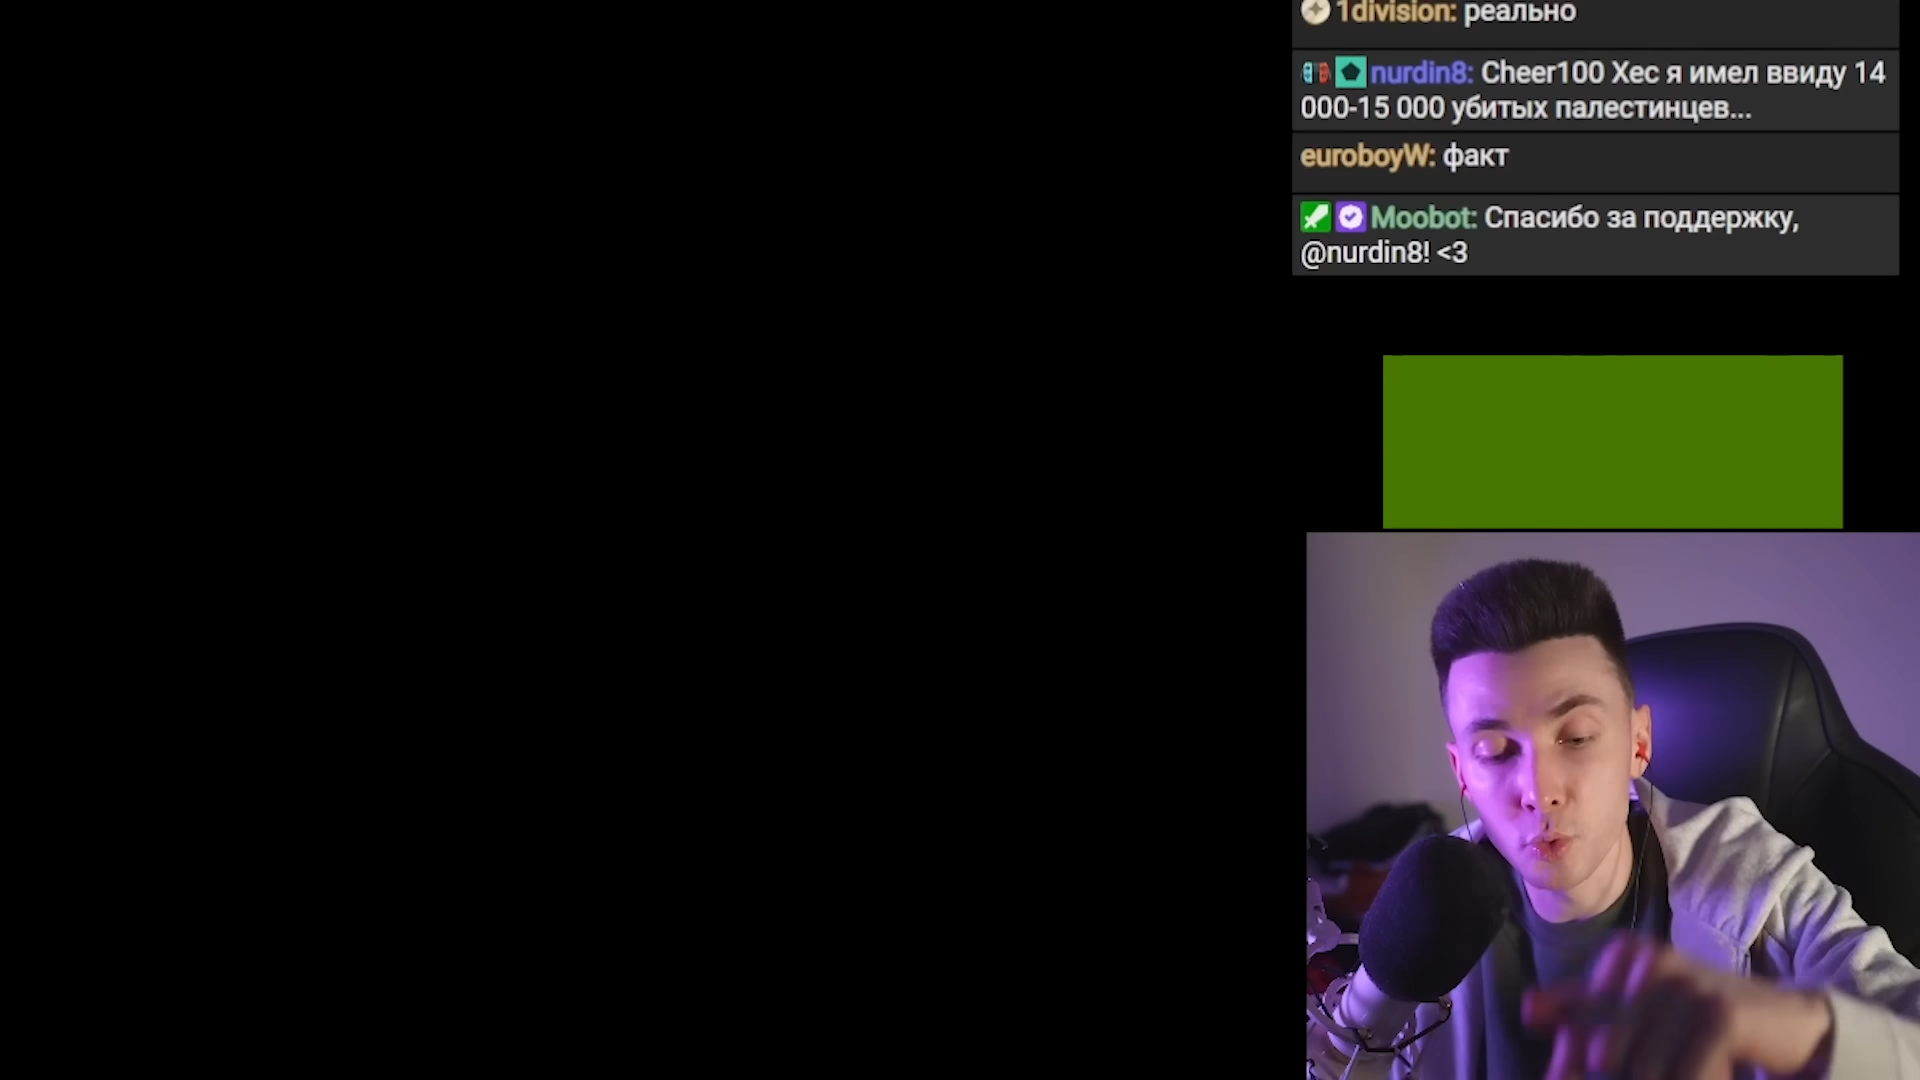 1division: реально
nurdin8: Cheer100 Хес я имел ввиду 14
000-15 000 убитых палестинцев...
euroboyW: факт
Moobot: Спасибо за поддержку,
@nurdin8! <3